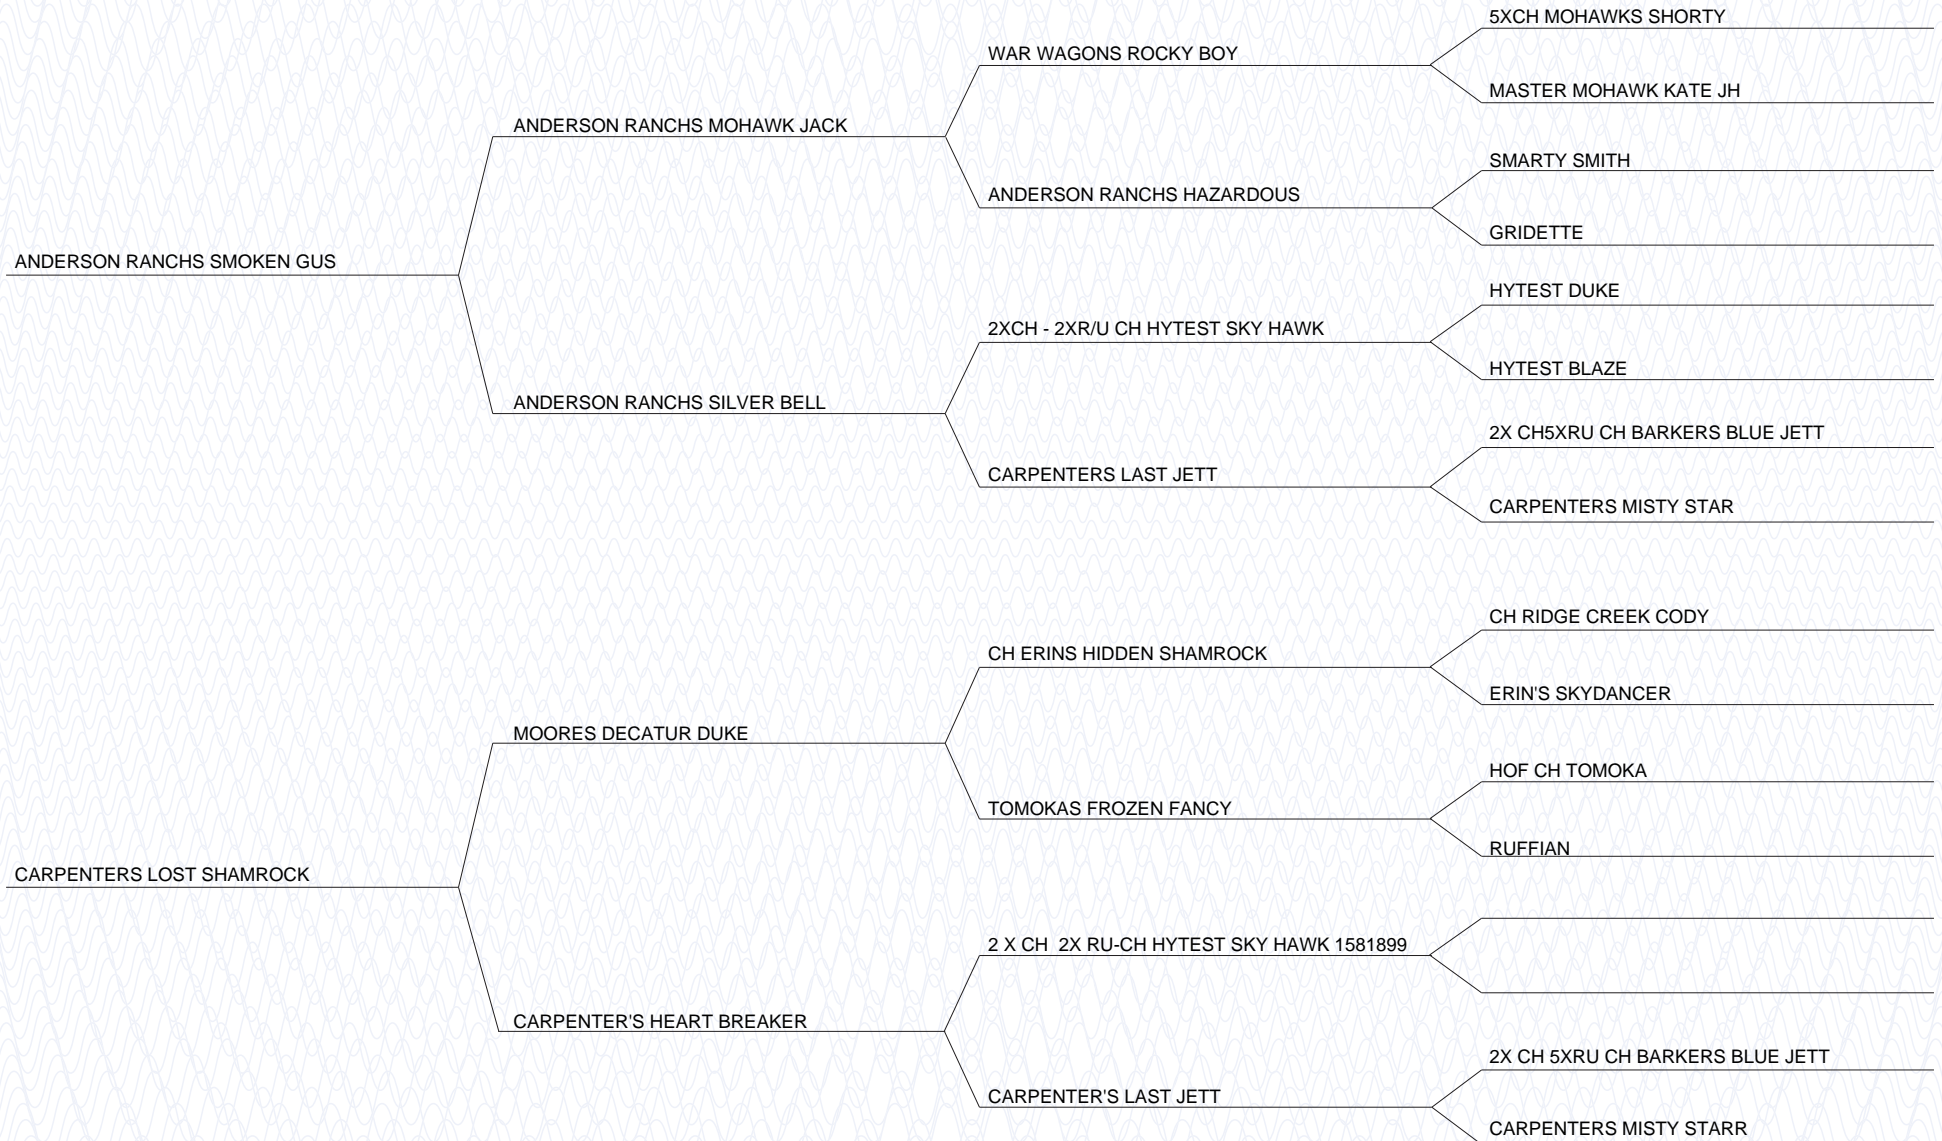 5XCH MOHAWKS SHORTY
WAR WAGONS ROCKY BOY
MASTER MOHAWK KATE JH
ANDERSON RANCHS MOHAWK JACK
SMARTY SMITH
ANDERSON RANCHS HAZARDOUS
GRIDETTE
ANDERSON RANCHS SMOKEN GUS
HYTEST DUKE
2XCH - 2XR/U CH HYTEST SKY HAWK
HYTEST BLAZE
ANDERSON RANCHS SILVER BELL
2X CH5XRU CH BARKERS BLUE JETT
CARPENTERS LAST JETT
CARPENTERS MISTY STAR
CH RIDGE CREEK CODY
CH ERINS HIDDEN SHAMROCK
ERIN'S SKYDANCER
MOORES DECATUR DUKE
HOF CH TOMOKA
TOMOKAS FROZEN FANCY
RUFFIAN
CARPENTERS LOST SHAMROCK
2 X CH  2X RU-CH HYTEST SKY HAWK 1581899
CARPENTER'S HEART BREAKER
2X CH 5XRU CH BARKERS BLUE JETT
CARPENTER'S LAST JETT
CARPENTERS MISTY STARR